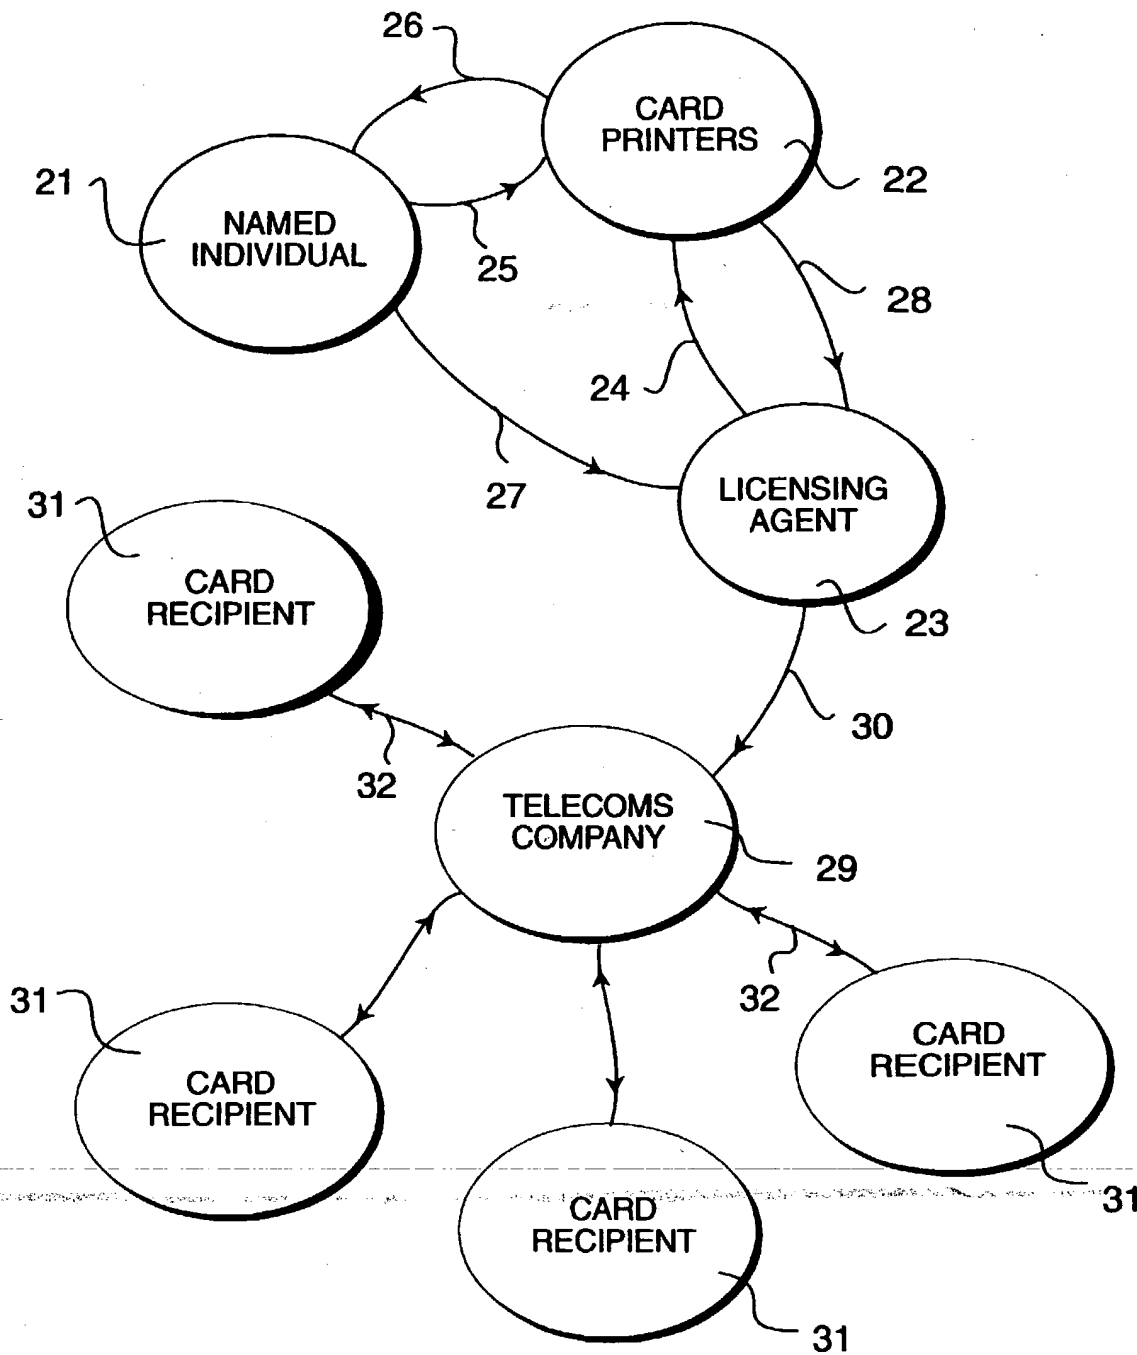 26
CARD
PRINTERS
21
22
NAMED
INDIVIDUAL
25
28
24
27
LICENSING
AGENT
31
CARD
RECIPIENT
23
30
32
TELECOMS
COMPANY
29
32
31
CARD
RECIPIENT
CARD
RECIPIENT
31
CARD
RECIPIENT
31